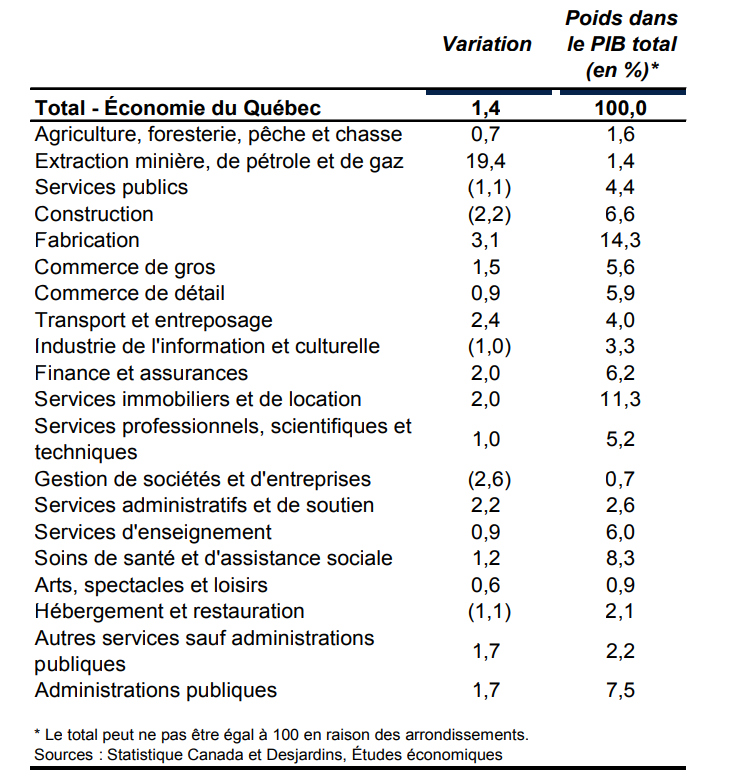 Variation
Poids dans
le PIB total
(en %)*
Total - Économie du Québec 1,4 100,0
Agriculture, foresterie, pêche et chasse 0,7 1,6
Extraction minière, de pétrole et de gaz 19,4 1,4
Services publics (1,1) 4,4
Construction (2,2) 6,6
Fabrication 3,1 14,3
Commerce de gros 1,5 5,6
Commerce de détail 0,9 5,9
Transport et entreposage 2,4 4,0
Industrie de l'information et culturelle (1,0) 3,3
Finance et assurances 2,0 6,2
Services immobiliers et de location 2,0 11,3
Services professionnels, scientifiques et
techniques 1,0 5,2
Gestion de sociétés et d'entreprises (2,6) 0,7
Services administratifs et de soutien 2,2 2,6
Services d'enseignement 0,9 6,0
Soins de santé et d'assistance sociale 1,2 8,3
Arts, spectacles et loisirs 0,6 0,9
Hébergement et restauration (1,1) 2,1
Autres services sauf administrations
publiques 1,7 2,2
Administrations publiques 1,7 7,5
* Le total peut ne pas être égal à 100 en raison des arrondissements.
Sources : Statistique Canada et Desjardins, Études économiques